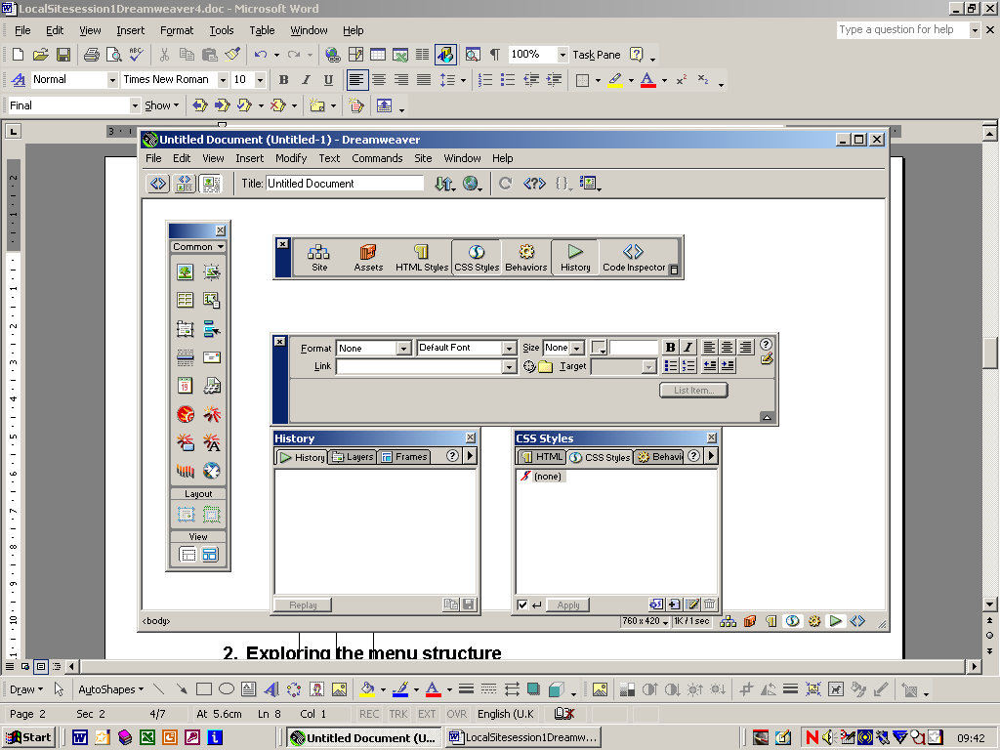 LocalSitesession1Dreamweaver4.doc - Microsoft Word
File Edit View Insert Format Tools Table Window Help
Type a question for help
100% Task Pane
Normal Times New Roman 10 B I U
Final Show
3
Untitled Document (Untitled-1) - Dreamweaver
File Edit View Insert Modify Text Commands Site Window Help
Title: Untitled Document
Common
Site Assets HTML Styles CSS Styles Behaviors History Code Inspector
Format None Default Font Size None B I
Link Target
List Item...
History
History Layers Frames
Replay
CSS Styles
HTML CSS Styles Behavi
(none)
Apply
Layout
View
<body>
760 x 420 1K / 1 sec
2. Exploring the menu structure
Draw AutoShapes
Page 2 Sec 2 4/7 At 5.6cm Ln 8 Col 1 REC TRK EXT OVR English (U.K
Start Untitled Document (U... LocalSitesession1Dreamw... 09:42